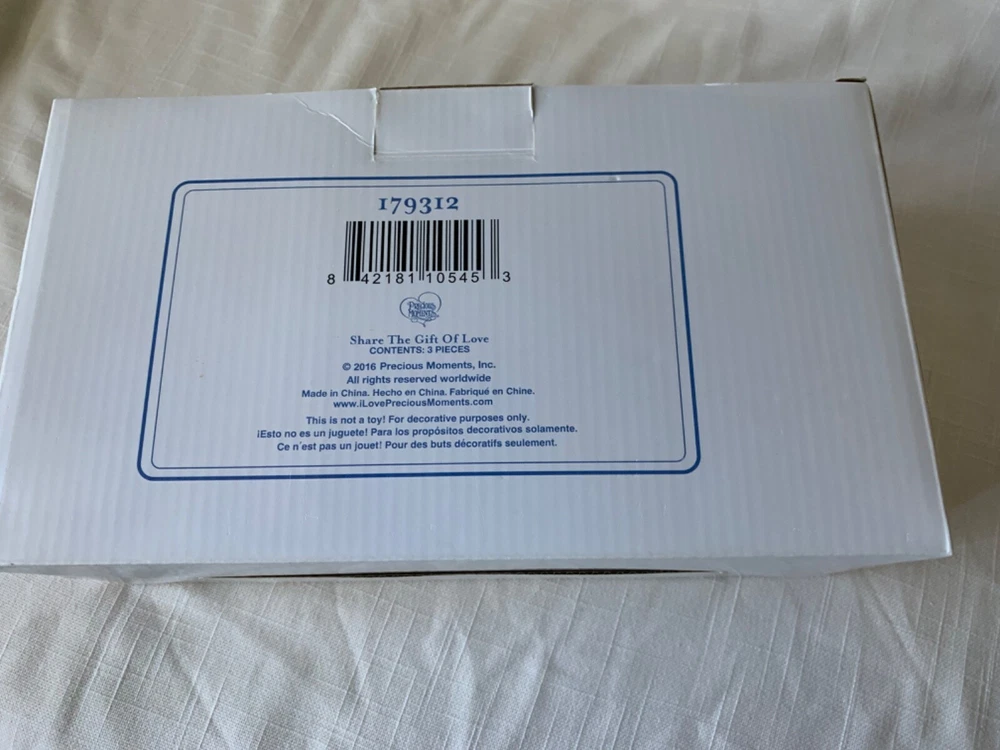 179312
8 42181 10545 3
Precious
Moments
Share The Gift Of Love
CONTENTS: 3 PIECES
© 2016 Precious Moments, Inc.
All rights reserved worldwide
Made in China. Hecho en China. Fabriqué en Chine.
www.iLovePreciousMoments.com
This is not a toy! For decorative purposes only.
¡Esto no es un juguete! Para los propósitos decorativos solamente.
Ce n'est pas un jouet! Pour des buts décoratifs seulement.